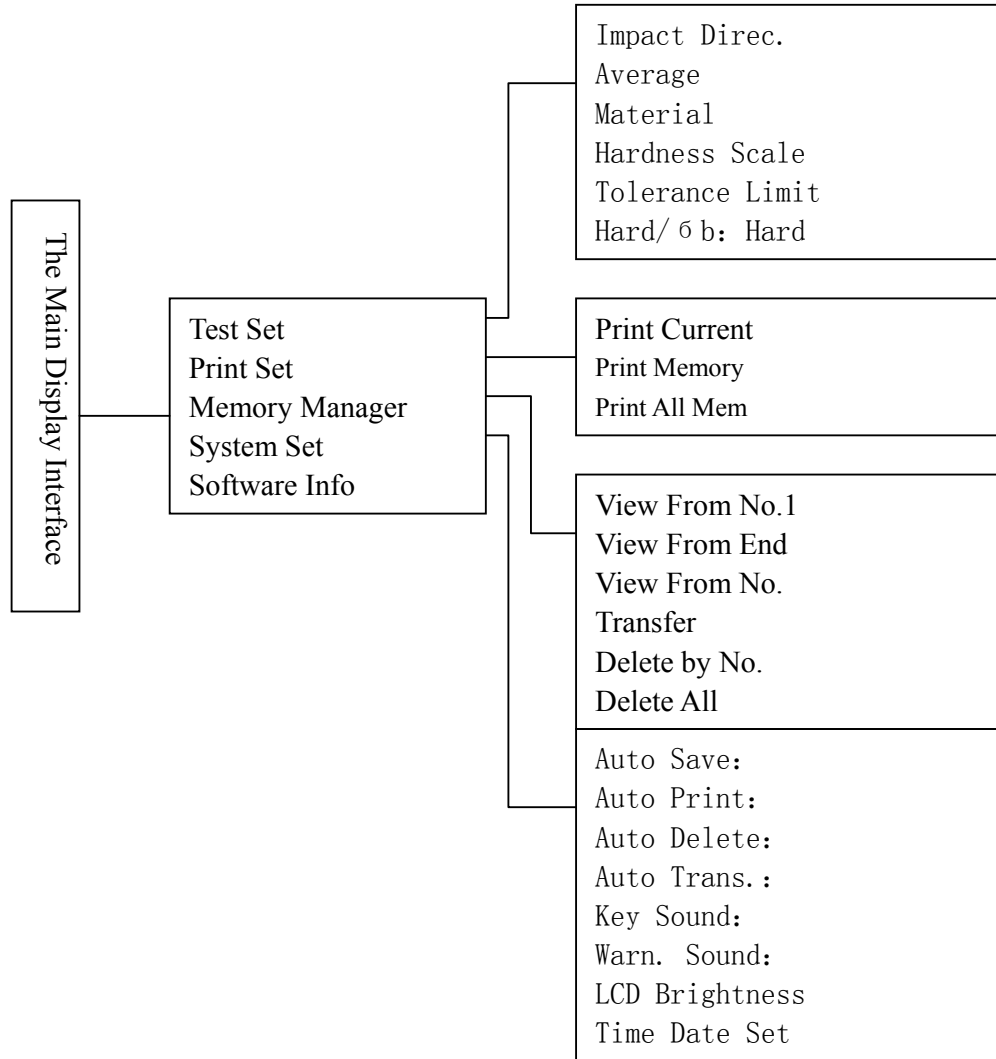 The Main Display Interface
Test Set
Print Set
Memory Manager
System Set
Software Info
Impact Direc.
Average
Material
Hardness Scale
Tolerance Limit
Hard/бb: Hard
Print Current
Print Memory
Print All Mem
View From No.1
View From End
View From No.
Transfer
Delete by No.
Delete All
Auto Save:
Auto Print:
Auto Delete:
Auto Trans.:
Key Sound:
Warn. Sound:
LCD Brightness
Time Date Set